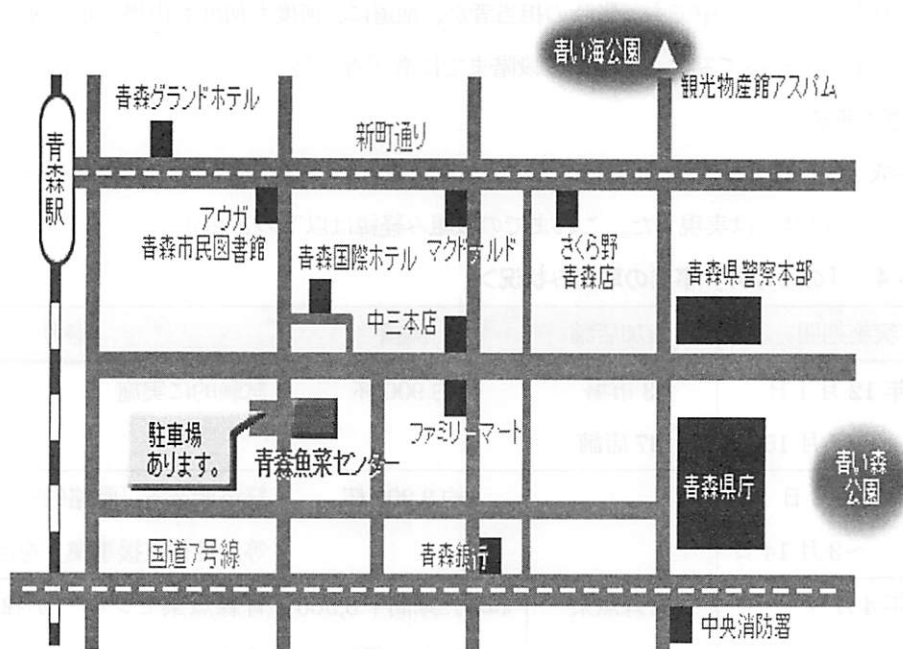 青い海公園
観光物産館アスパム
青森グランドホテル
新町通り
青森駅
アウガ
青森市民図書館
青森国際ホテル
マクドナルド
さくら野
青森店
青森県警察本部
中三本店
駐車場
あります。
青森魚菜センター
ファミリーマート
青森県庁
青い森
公園
国道7号線
青森銀行
中央消防署